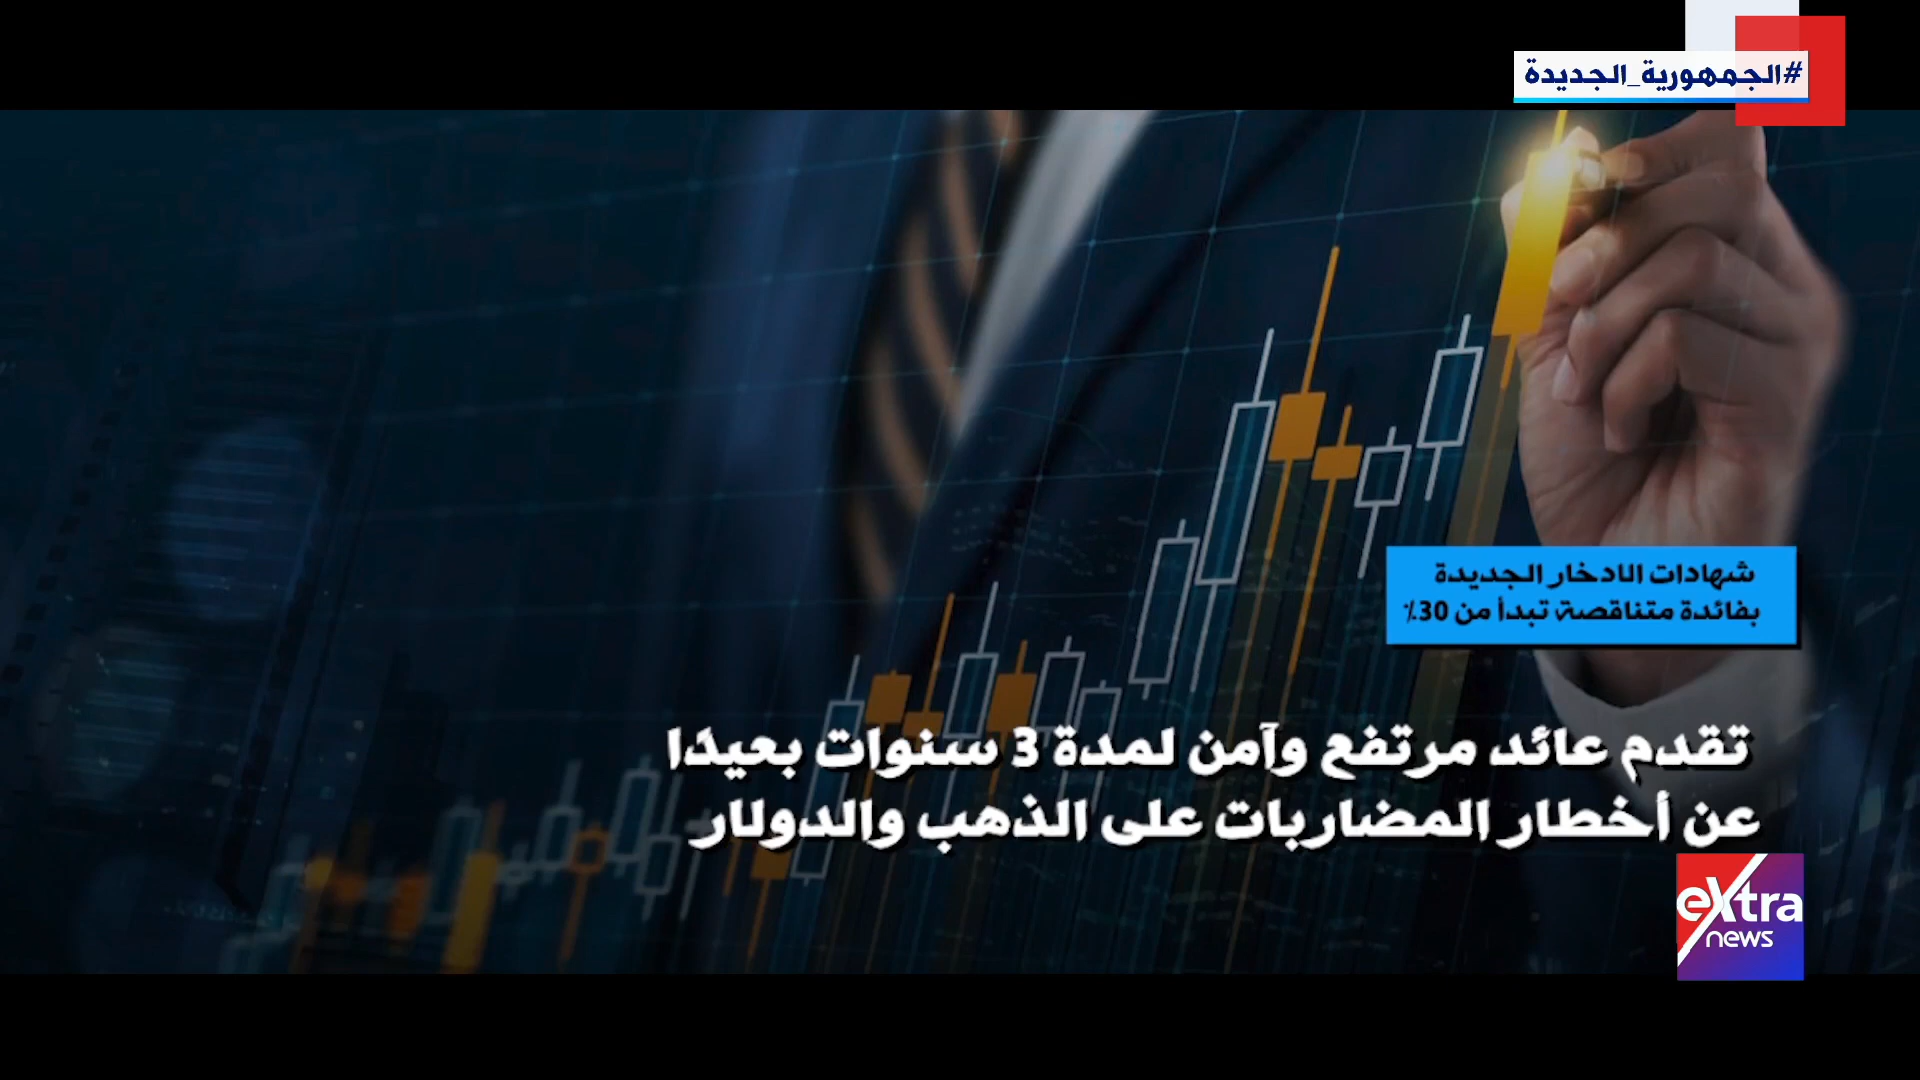 #الجمهورية_الجديدة
شهادات الادخار الجديدة
بفائدة متناقصة تبدأ من 30٪
تقدم عائد مرتفع وآمن لمدة 3 سنوات بعيدًا
عن أخطار المضاربات على الذهب والدولار
eXtra
news